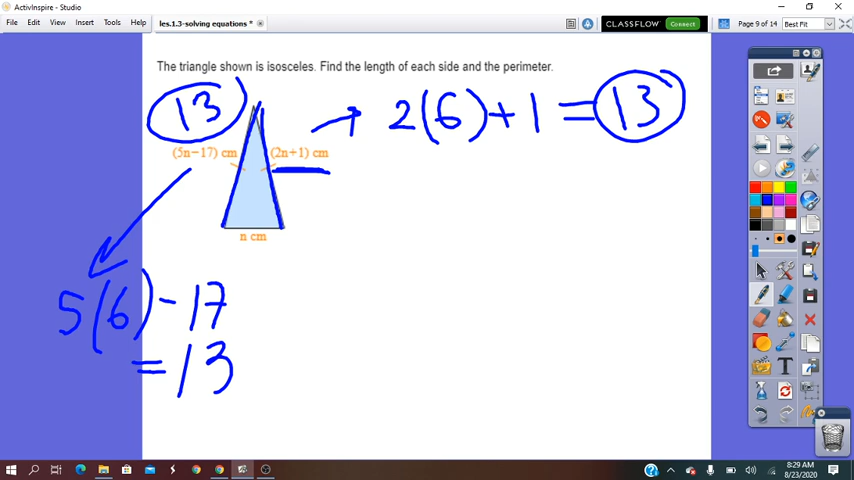 ActivInspire - Studio
File Edit View Insert Tools Help
CLASSFLOW Connect
Page 9 of 14
Best Fit
les.1.3-solving equations *
The triangle shown is isosceles. Find the length of each side and the perimeter.
13
2(6)+1 = 13
(5n−17) cm
(2n+1) cm
n cm
5(6)-17
=13
8:29 AM
8/23/2020